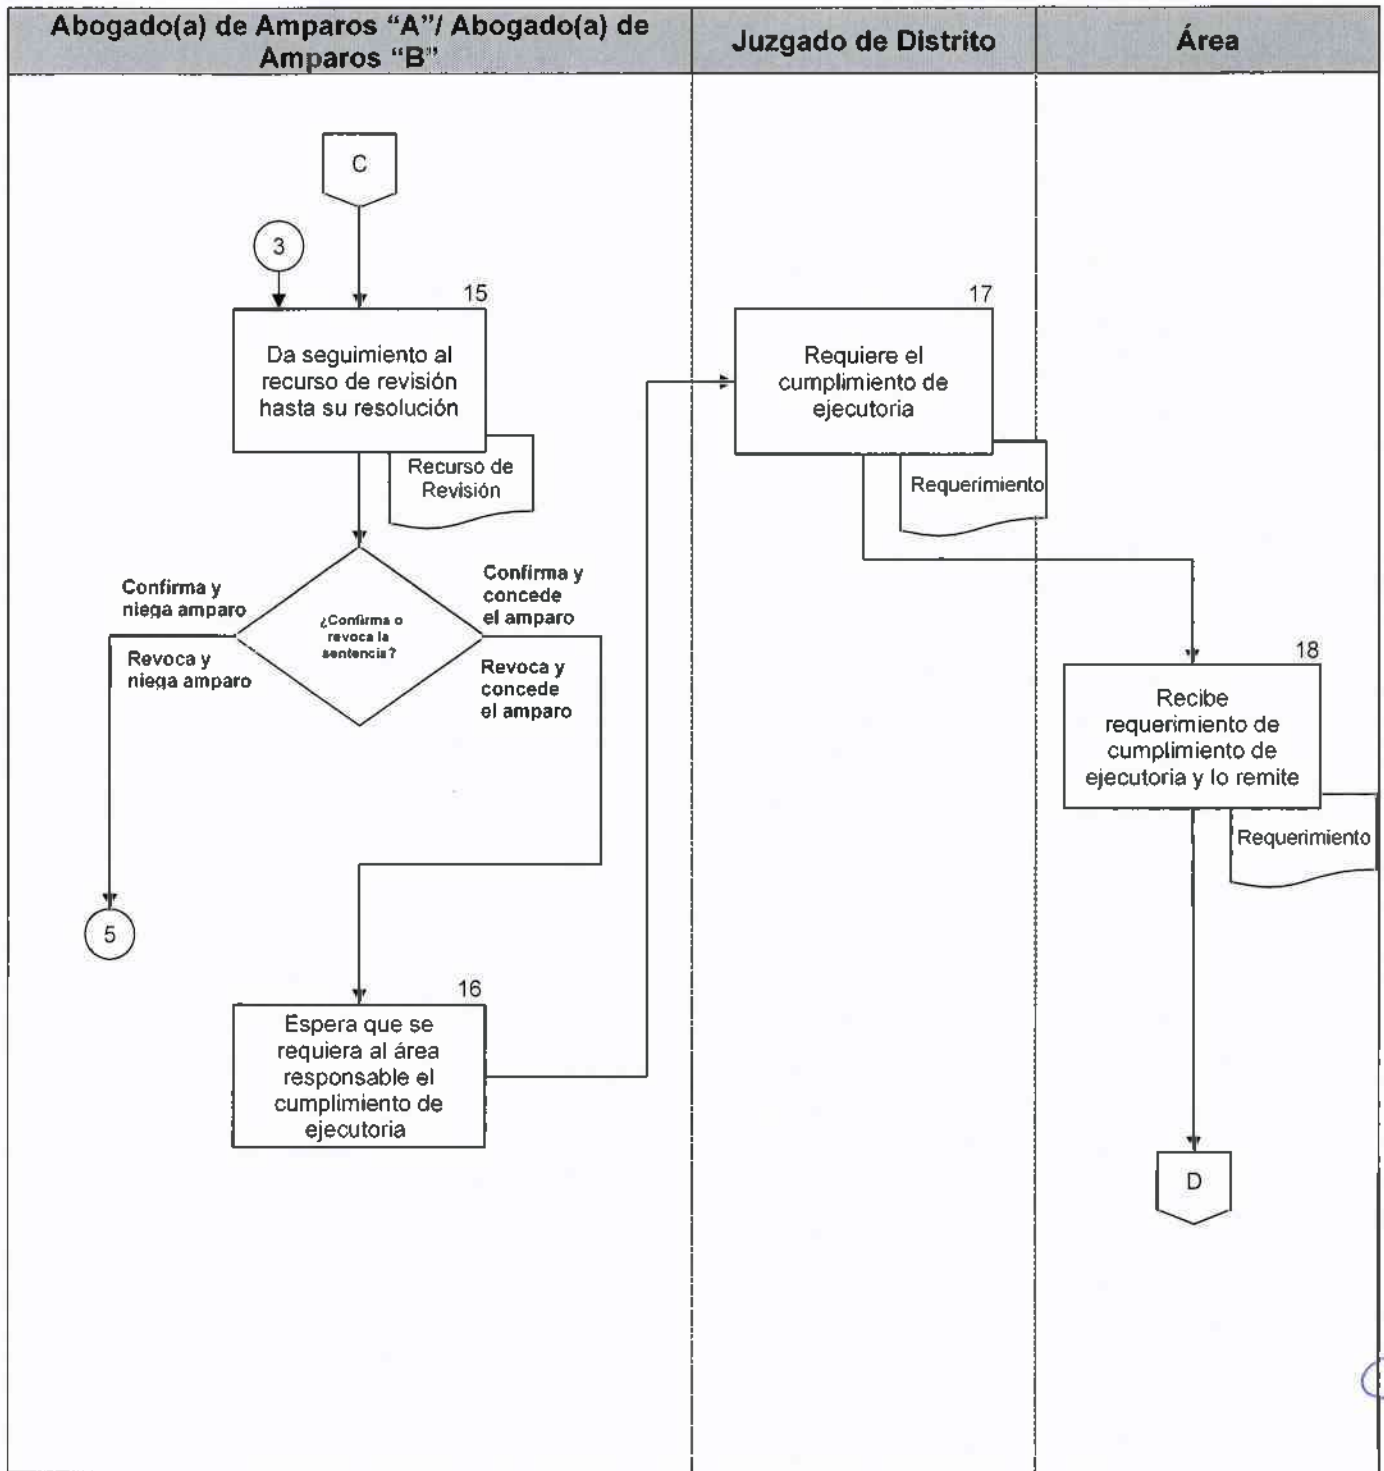 Abogado(a) de Amparos “A”/ Abogado(a) de
Amparos “B”
Juzgado de Distrito
Área
C
3
15
Da seguimiento al
recurso de revisión
hasta su resolución
Recurso de
Revisión
Confirma y
niega amparo
¿Confirma o
revoca la
sentencia?
Confirma y
concede
el amparo
Revoca y
niega amparo
Revoca y
concede
el amparo
5
16
Espera que se
requiera al área
responsable el
cumplimiento de
ejecutoria
17
Requiere el
cumplimiento de
ejecutoria
Requerimiento
18
Recibe
requerimiento de
cumplimiento de
ejecutoria y lo remite
Requerimiento
D